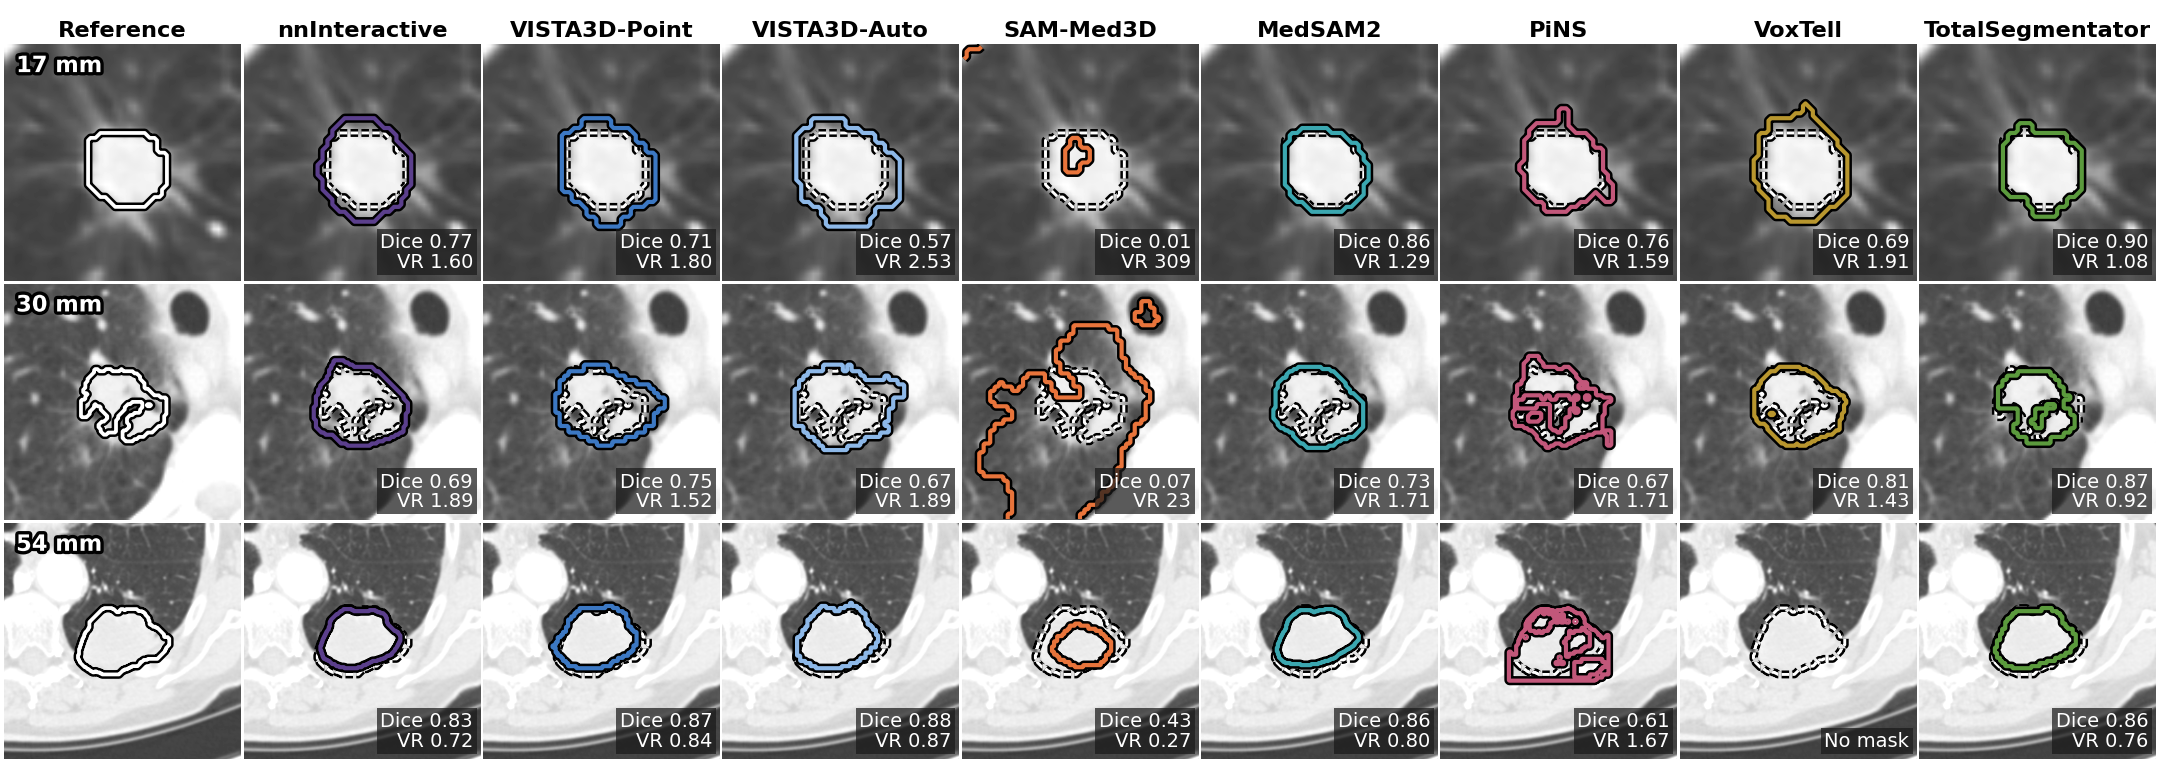 Reference nnInteractive VISTA3D-Point VISTA3D-Auto SAM-Med3D MedSAM2 PiNS VoxTell TotalSegmentator
17 mm
Dice 0.77 Dice 0.71 Dice 0.57 Dice 0.01 Dice 0.86 Dice 0.76 Dice 0.69 Dice 0.90
VR 1.60 VR 1.80 VR 2.53 VR 309 VR 1.29 VR 1.59 VR 1.91 VR 1.08
30 mm
Dice 0.69 Dice 0.75 Dice 0.67 Dice 0.07 Dice 0.73 Dice 0.67 Dice 0.81 Dice 0.87
VR 1.89 VR 1.52 VR 1.89 VR 23 VR 1.71 VR 1.71 VR 1.43 VR 0.92
54 mm
Dice 0.83 Dice 0.87 Dice 0.88 Dice 0.43 Dice 0.86 Dice 0.61 Dice 0.86
VR 0.72 VR 0.84 VR 0.87 VR 0.27 VR 0.80 VR 1.67 No mask VR 0.76